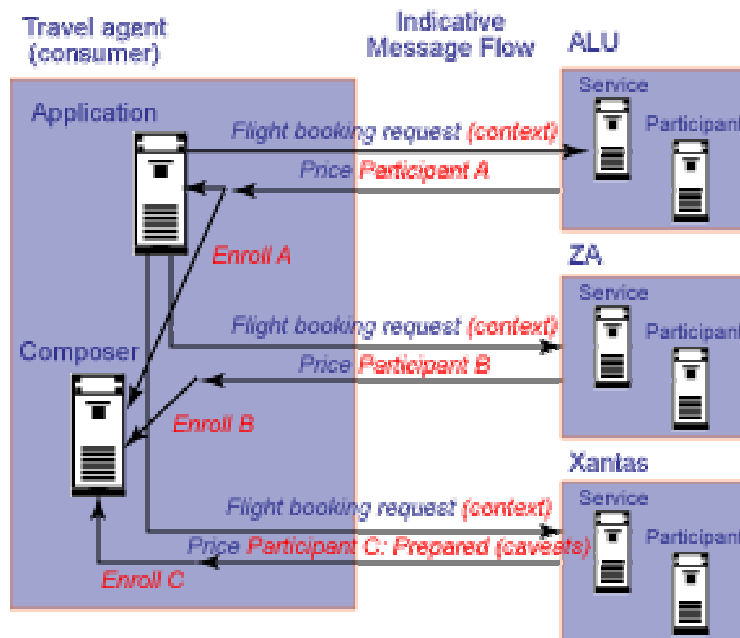 Travel agent
(consumer)
Indicative
Message Flow
ALU
Application
Service
Participant
Flight booking request (context)
Price Participant A
Enroll A
ZA
Service
Participant
Flight booking request (context)
Price Participant B
Composer
Enroll B
Xantas
Service
Participant
Flight booking request (context)
Price Participant C: Prepared (caveats)
Enroll C